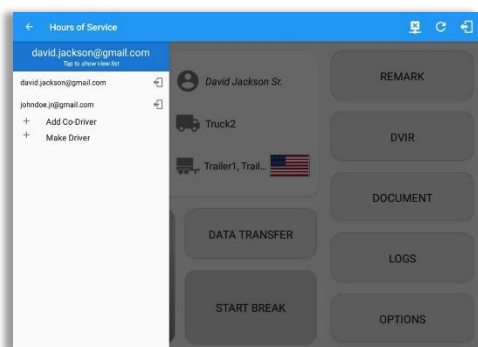 Hours of Service
david.jackson@gmail.com
Tap to show view list
david.jackson@gmail.com
johndoe.jr@gmail.com
+ Add Co-Driver
+ Make Driver
David Jackson Sr.
Truck2
Trailer1, Trail...
DATA TRANSFER
START BREAK
REMARK
DVIR
DOCUMENT
LOGS
OPTIONS